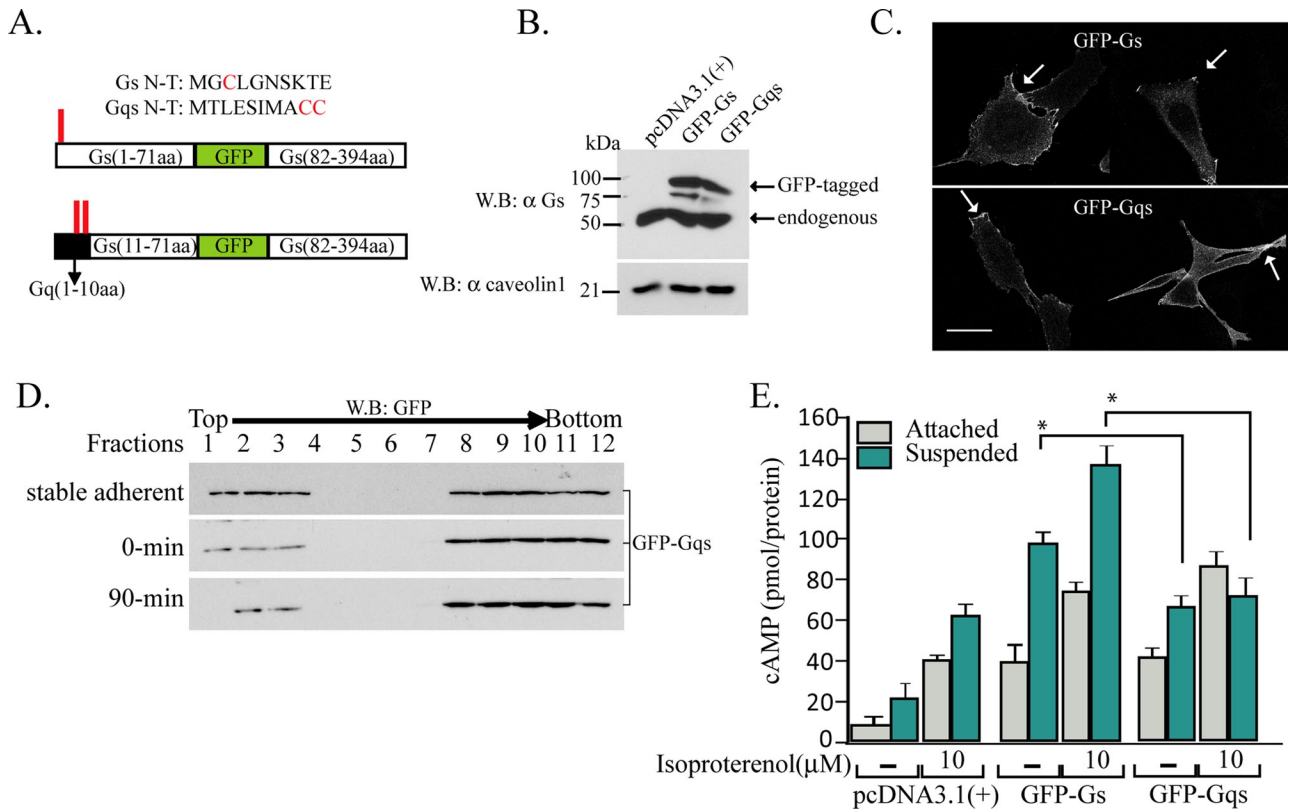 A.
Gs N-T: MGCLGNSKTE
Gqs N-T: MTLESIMACC
Gs(1-71aa) GFP Gs(82-394aa)
Gs(11-71aa) GFP Gs(82-394aa)
Gq(1-10aa)
B.
pcDNA3.1(+) GFP-Gs GFP-Gqs
kDa
W.B: α Gs
100
75
50
GFP-tagged
endogenous
W.B: α caveolin1
21
C.
GFP-Gs
GFP-Gqs
D.
W.B: GFP
Top Bottom
Fractions 1 2 3 4 5 6 7 8 9 10 11 12
stable adherent
0-min
90-min
GFP-Gqs
E.
Attached
Suspended
* *
cAMP (pmol/protein)
160
140
120
100
80
60
40
20
0
Isoproterenol(µM) - 10 - 10 - 10
pcDNA3.1(+) GFP-Gs GFP-Gqs